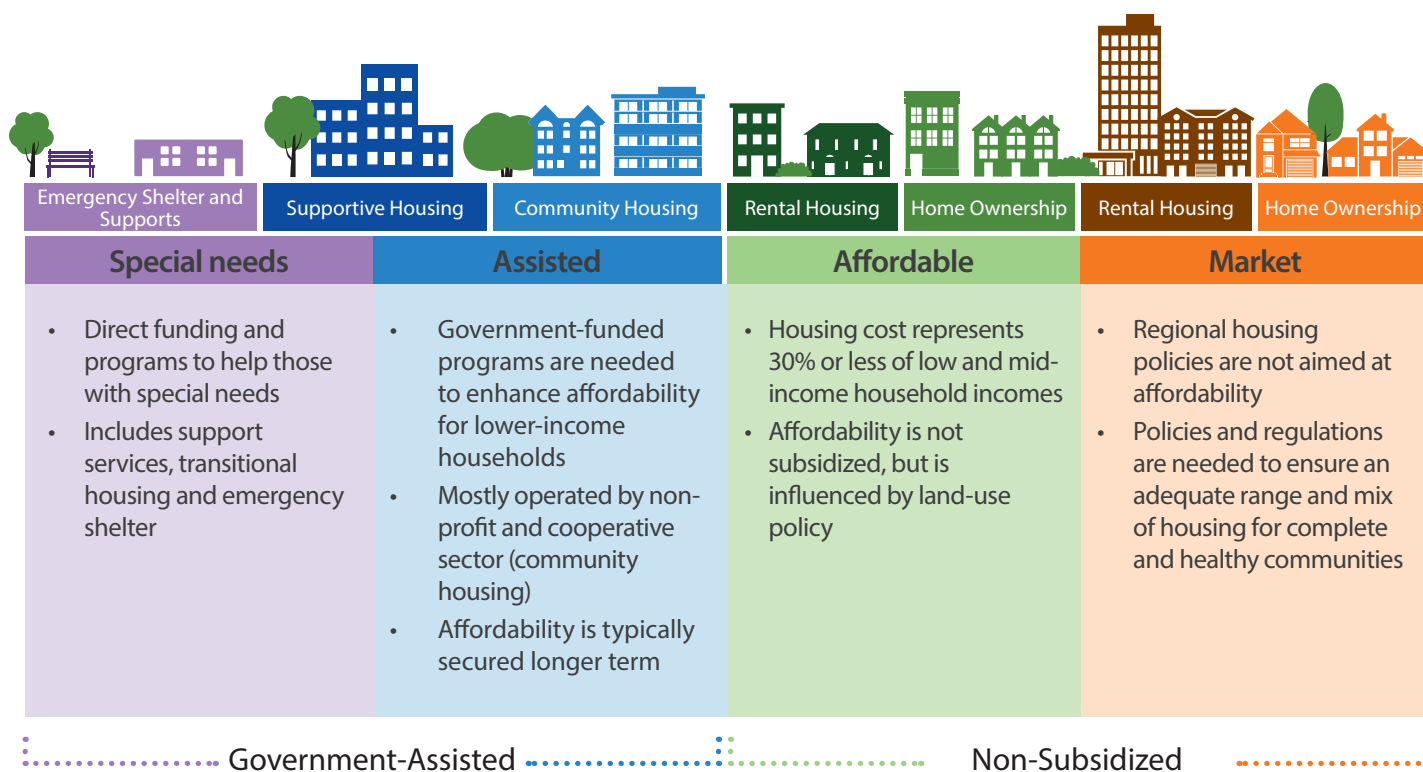 Emergency Shelter and
Supports
Supportive Housing
Community Housing
Rental Housing
Home Ownership
Rental Housing
Home Ownership
Special needs
Assisted
Affordable
Market
• Direct funding and
programs to help those
with special needs
• Includes support
services, transitional
housing and emergency
shelter
• Government-funded
programs are needed
to enhance affordability
for lower-income
households
• Mostly operated by non-
profit and cooperative
sector (community
housing)
• Affordability is typically
secured longer term
• Housing cost represents
30% or less of low and mid-
income household incomes
• Affordability is not
subsidized, but is
influenced by land-use
policy
• Regional housing
policies are not aimed at
affordability
• Policies and regulations
are needed to ensure an
adequate range and mix
of housing for complete
and healthy communities
Government-Assisted
Non-Subsidized